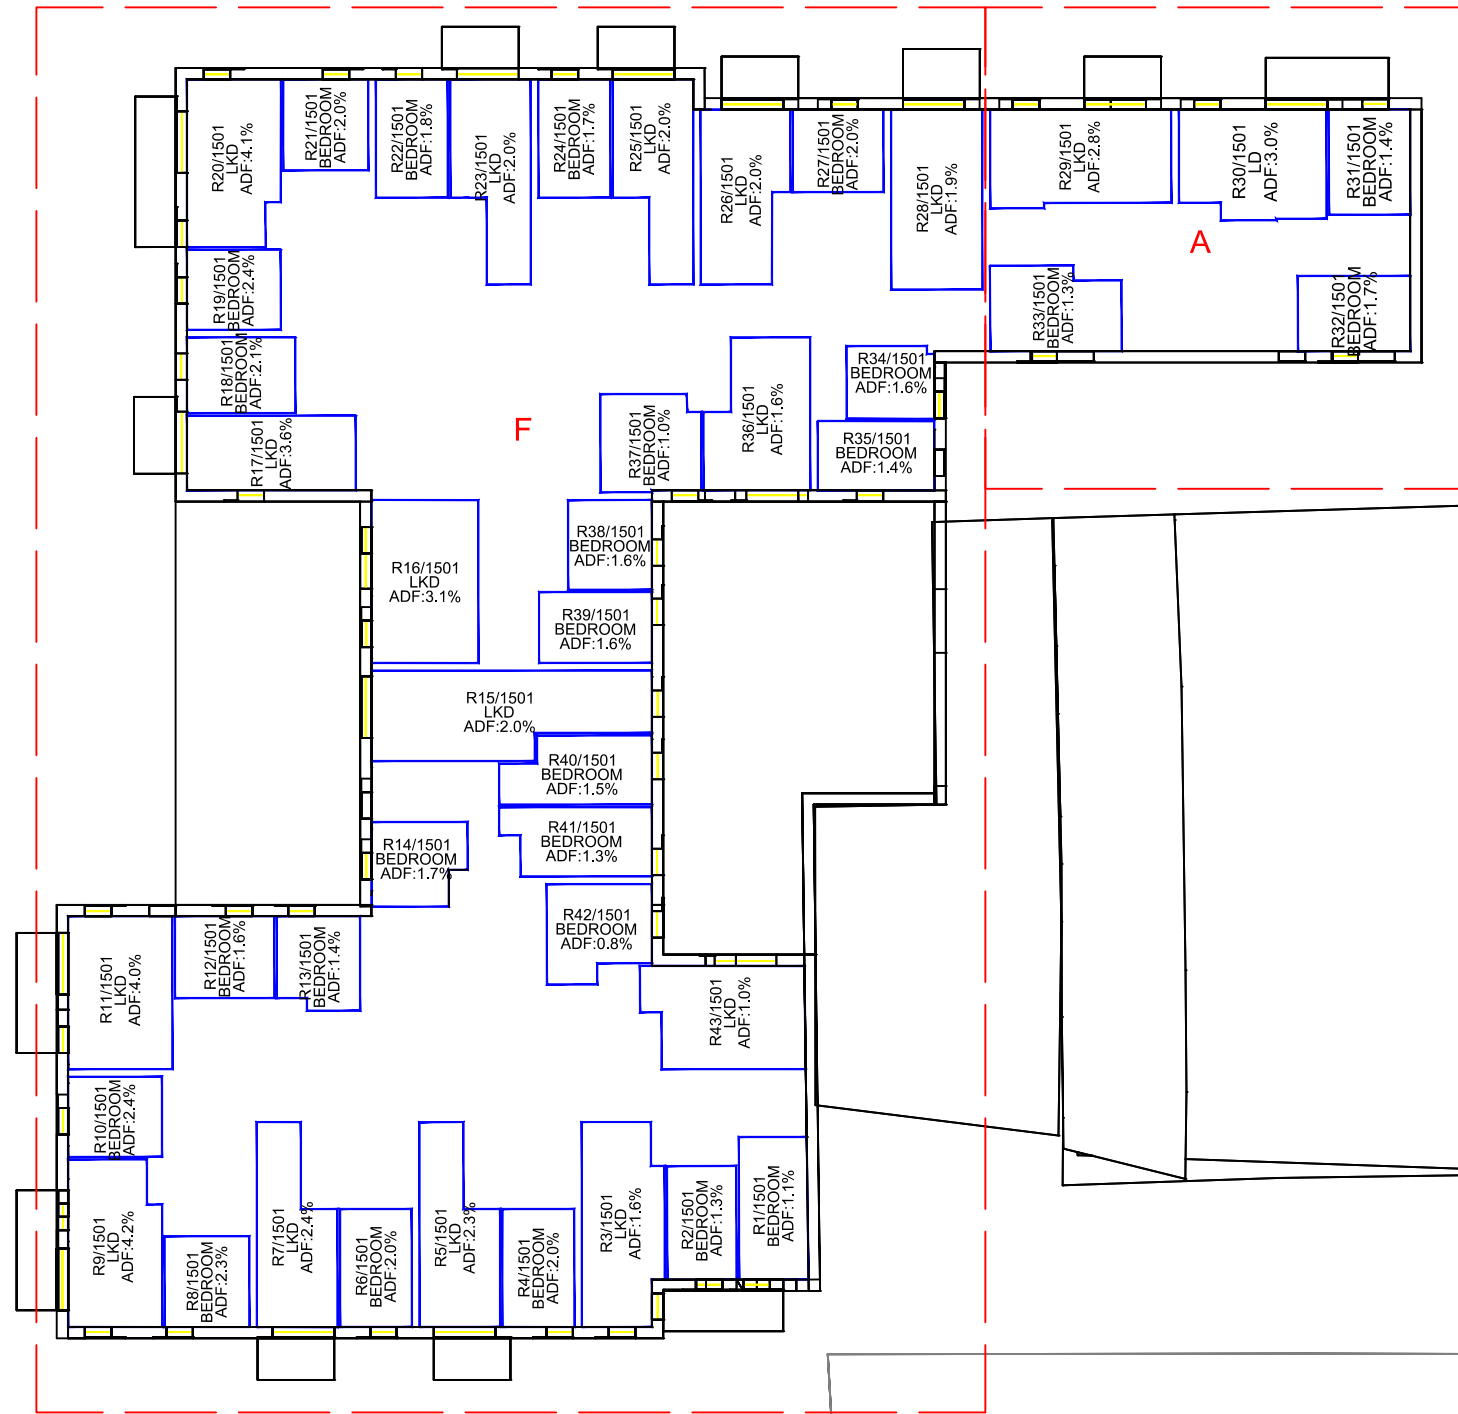 R20/1501
LKD
ADF:4.1%
R21/1501
BEDROOM
ADF:2.0%
R22/1501
BEDROOM
ADF:1.8%
R23/1501
LKD
ADF:2.0%
R24/1501
BEDROOM
ADF:1.7%
R25/1501
LKD
ADF:2.0%
R26/1501
LKD
ADF:2.0%
R27/1501
BEDROOM
ADF:2.0%
R28/1501
LKD
ADF:1.9%
R29/1501
LKD
ADF:2.8%
R30/1501
LD
ADF:3.0%
R31/1501
BEDROOM
ADF:1.4%
A
R19/1501
BEDROOM
ADF:2.4%
R33/1501
BEDROOM
ADF:1.3%
R32/1501
BEDROOM
ADF:1.7%
R18/1501
BEDROOM
ADF:2.1%
R34/1501
BEDROOM
ADF:1.6%
R17/1501
LKD
ADF:3.6%
F
R37/1501
BEDROOM
ADF:1.0%
R36/1501
LKD
ADF:1.6%
R35/1501
BEDROOM
ADF:1.4%
R38/1501
BEDROOM
ADF:1.6%
R16/1501
LKD
ADF:3.1%
R39/1501
BEDROOM
ADF:1.6%
R15/1501
LKD
ADF:2.0%
R40/1501
BEDROOM
ADF:1.5%
R41/1501
BEDROOM
ADF:1.3%
R14/1501
BEDROOM
ADF:1.7%
R42/1501
BEDROOM
ADF:0.8%
R11/1501
LKD
ADF:4.0%
R12/1501
BEDROOM
ADF:1.6%
R13/1501
BEDROOM
ADF:1.4%
R43/1501
LKD
ADF:1.0%
R10/1501
BEDROOM
ADF:2.4%
R9/1501
LKD
ADF:4.2%
R8/1501
BEDROOM
ADF:2.3%
R7/1501
LKD
ADF:2.4%
R6/1501
BEDROOM
ADF:2.0%
R5/1501
LKD
ADF:2.3%
R4/1501
BEDROOM
ADF:2.0%
R3/1501
LKD
ADF:1.6%
R2/1501
BEDROOM
ADF:1.3%
R1/1501
BEDROOM
ADF:1.1%